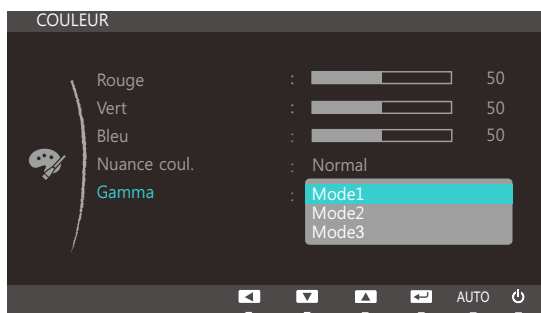 COULEUR
Rouge : 50
Vert : 50
Bleu : 50
Nuance coul. : Normal
Gamma : Mode1
Mode2
Mode3
AUTO